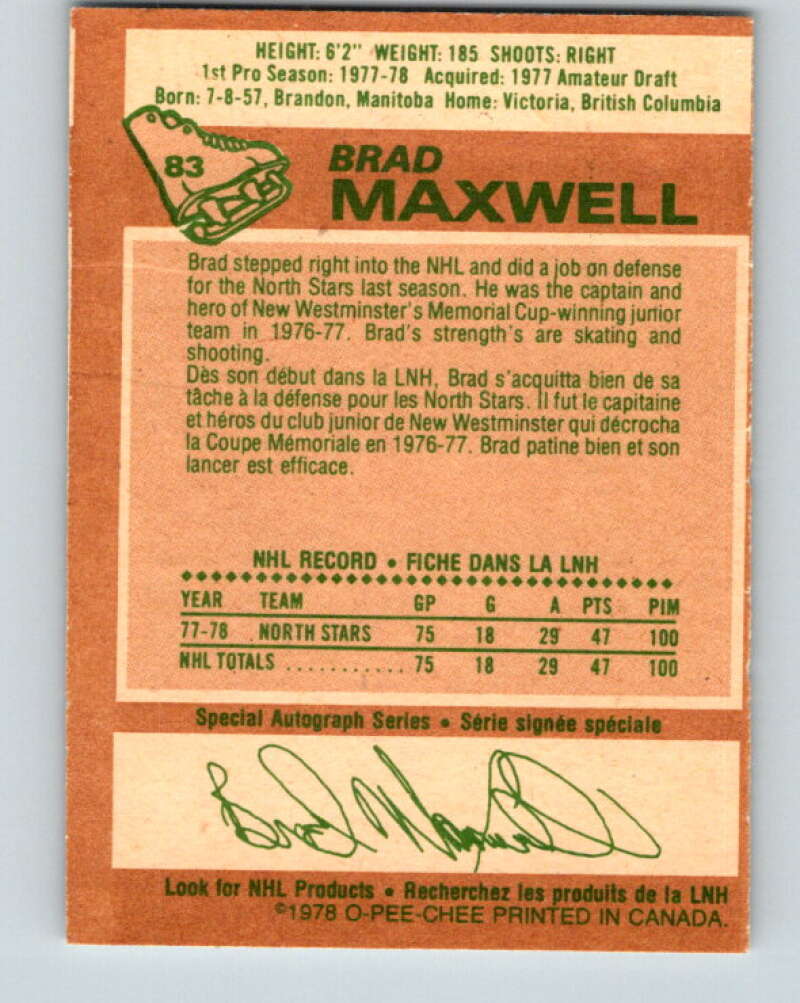 HEIGHT: 6'2" WEIGHT: 185 SHOOTS: RIGHT
1st Pro Season: 1977-78 Acquired: 1977 Amateur Draft
Born: 7-8-57, Brandon, Manitoba Home: Victoria, British Columbia
83
BRAD
MAXWELL
Brad stepped right into the NHL and did a job on defense
for the North Stars last season. He was the captain and
hero of New Westminster's Memorial Cup-winning junior
team in 1976-77. Brad's strength's are skating and
shooting.
Dès son début dans la LNH, Brad s'acquitta bien de sa
tâche à la défense pour les North Stars. Il fut le capitaine
et héros du club junior de New Westminster qui décrocha
la Coupe Mémoriale en 1976-77. Brad patine bien et son
lancer est efficace.
NHL RECORD • FICHE DANS LA LNH
YEAR TEAM GP G A PTS PIM
77-78 NORTH STARS 75 18 29 47 100
NHL TOTALS ........... 75 18 29 47 100
Special Autograph Series • Série signée spéciale
Brad Maxwell
Look for NHL Products • Recherchez les produits de la LNH
©1978 O-PEE-CHEE PRINTED IN CANADA.